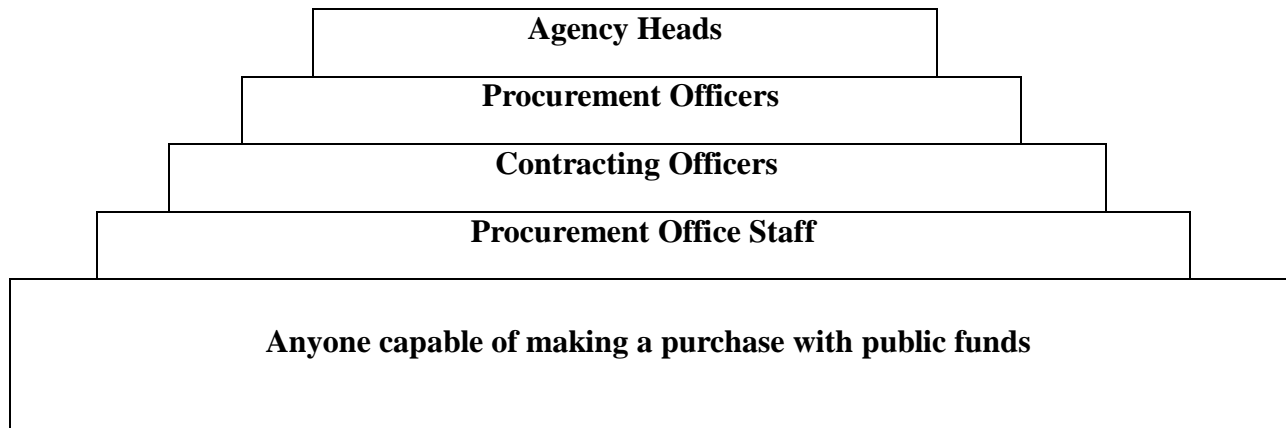 Agency Heads
Procurement Officers
Contracting Officers
Procurement Office Staff
Anyone capable of making a purchase with public funds